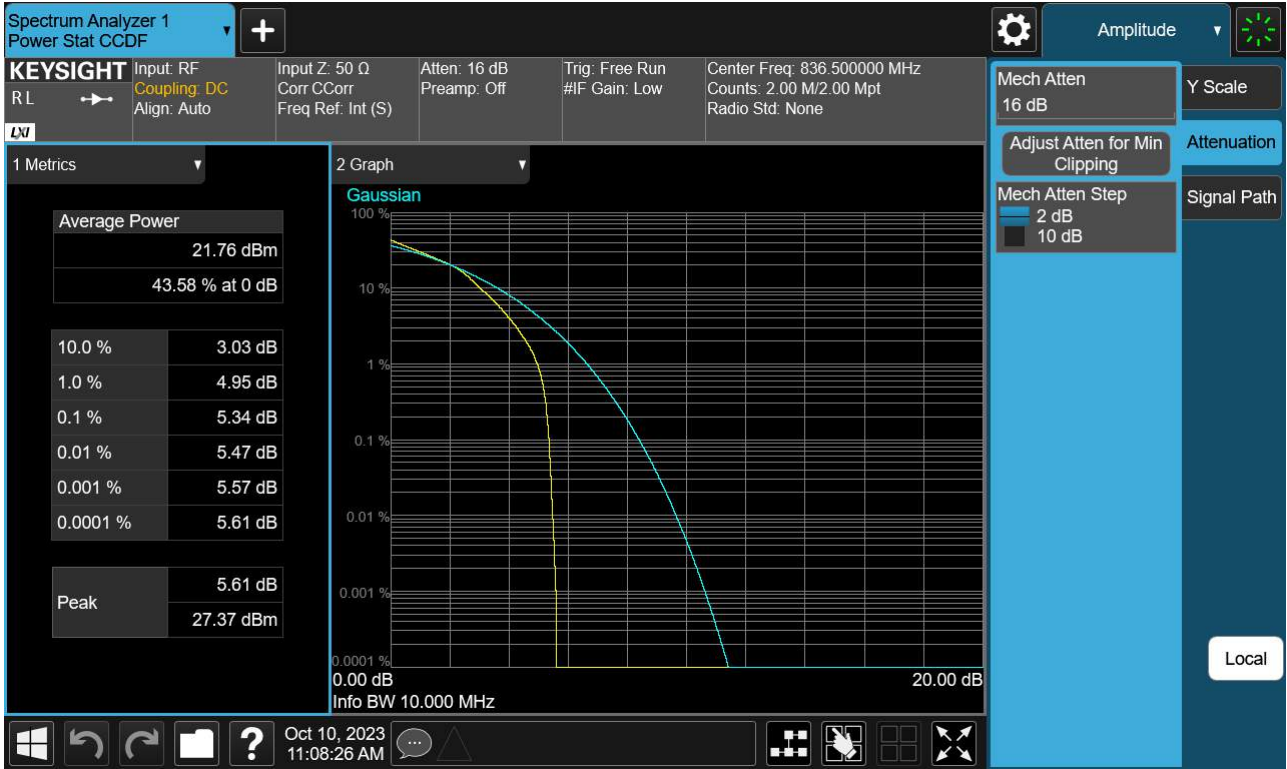 Spectrum Analyzer 1
Power Stat CCDF
Amplitude
KEYSIGHT
RL
LXI
Input: RF
Coupling: DC
Align: Auto
Input Z: 50 Ω
Corr CCorr
Freq Ref: Int (S)
Atten: 16 dB
Preamp: Off
Trig: Free Run
#IF Gain: Low
Center Freq: 836.500000 MHz
Counts: 2.00 M/2.00 Mpt
Radio Std: None
1 Metrics
Average Power
21.76 dBm
43.58 % at 0 dB
10.0 % 3.03 dB
1.0 % 4.95 dB
0.1 % 5.34 dB
0.01 % 5.47 dB
0.001 % 5.57 dB
0.0001 % 5.61 dB
Peak
5.61 dB
27.37 dBm
2 Graph
Gaussian
100 %
10 %
1 %
0.1 %
0.01 %
0.001 %
0.0001 %
0.00 dB 20.00 dB
Info BW 10.000 MHz
Mech Atten
16 dB
Adjust Atten for Min
Clipping
Mech Atten Step
2 dB
10 dB
Y Scale
Attenuation
Signal Path
Local
?
Oct 10, 2023
11:08:26 AM